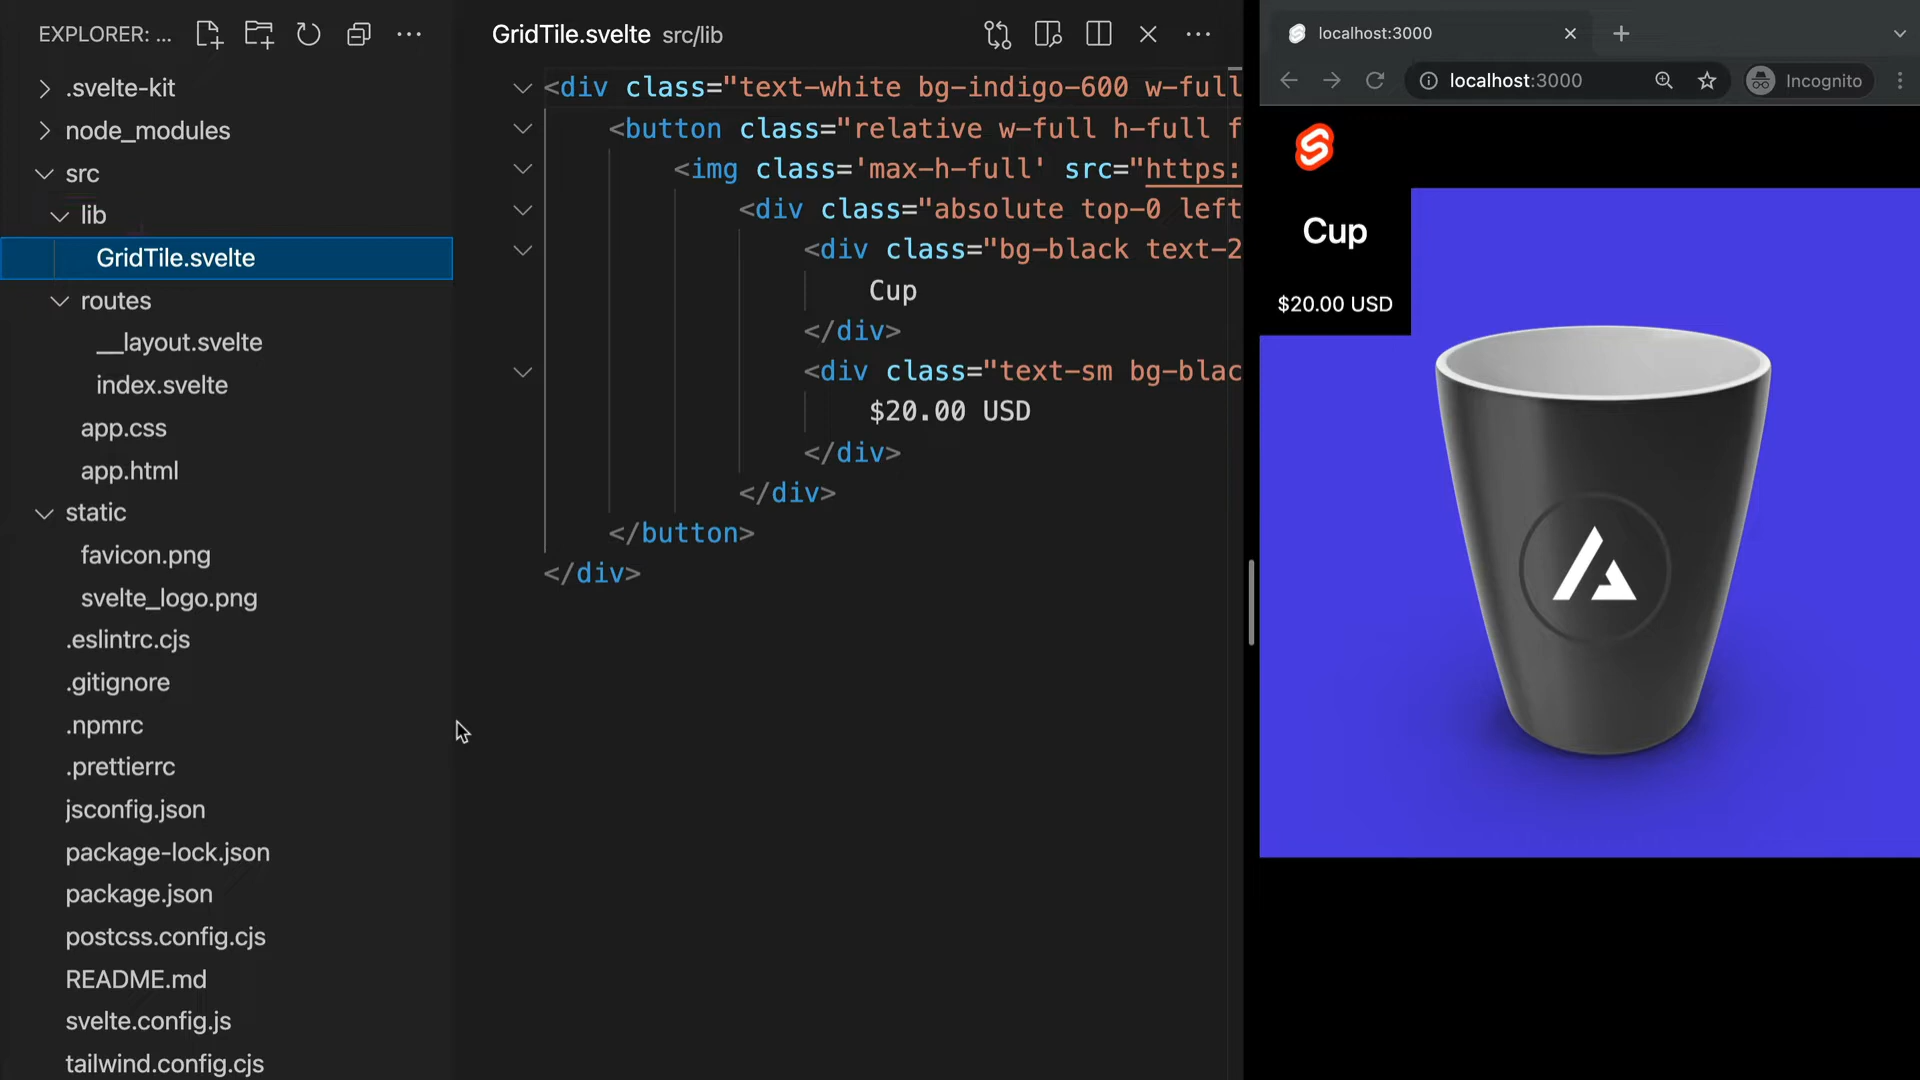 EXPLORER: ...
.svelte-kit
node_modules
src
lib
GridTile.svelte
routes
__layout.svelte
index.svelte
app.css
app.html
static
favicon.png
svelte_logo.png
.eslintrc.cjs
.gitignore
.npmrc
.prettierrc
jsconfig.json
package-lock.json
package.json
postcss.config.cjs
README.md
svelte.config.js
tailwind.config.cjs
GridTile.svelte src/lib
<div class="text-white bg-indigo-600 w-full
<button class="relative w-full h-full f
<img class='max-h-full' src="https:
<div class="absolute top-0 left
<div class="bg-black text-2
Cup
</div>
<div class="text-sm bg-blac
$20.00 USD
</div>
</div>
</button>
</div>
localhost:3000
localhost:3000
Incognito
Cup
$20.00 USD